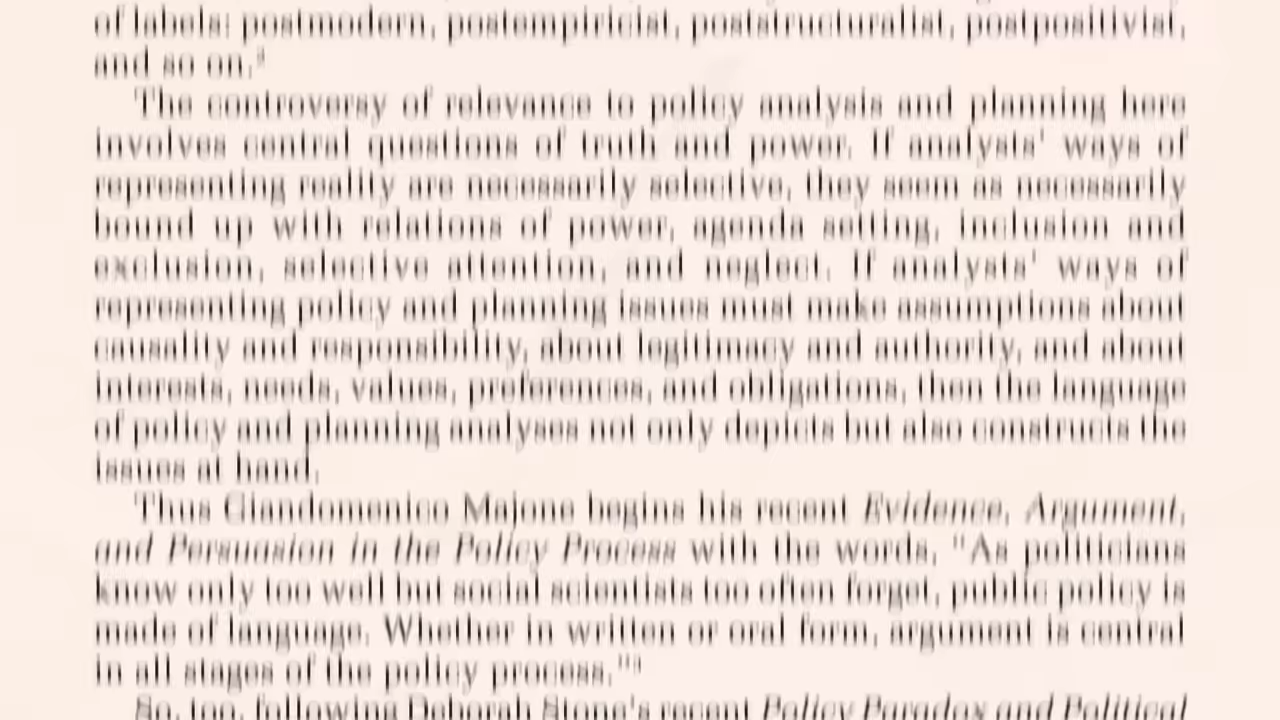 of labels: postmodern, postempiricist, poststructuralist, postpositivist,
and so on.
The controversy of relevance to policy analysis and planning here
involves central questions of truth and power. If analysts' ways of
representing reality are necessarily selective, they seem as necessarily
bound up with relations of power, agenda setting, inclusion and
exclusion, selective attention, and neglect. If analysts' ways of
representing policy and planning issues must make assumptions about
causality and responsibility, about legitimacy and authority, and about
interests, needs, values, preferences, and obligations, then the language
of policy and planning analyses not only depicts but also constructs the
issues at hand.
Thus Giandomenico Majone begins his recent Evidence, Argument,
and Persuasion in the Policy Process with the words, "As politicians
know only too well but social scientists too often forget, public policy is
made of language. Whether in written or oral form, argument is central
in all stages of the policy process."
So, too, following Deborah Stone's recent Policy Paradox and Political